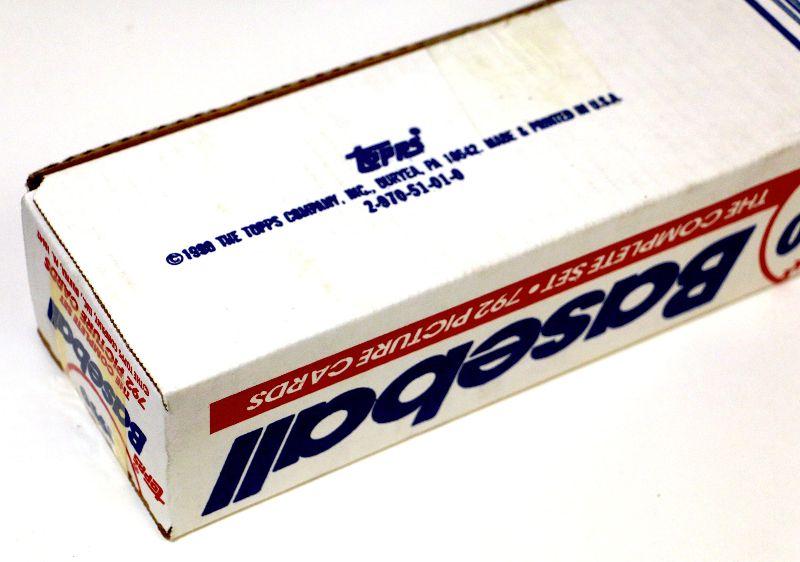 TOPPS®
©1990 THE TOPPS COMPANY, INC., DURYEA, PA 18642. MADE & PRINTED IN U.S.A.
2-070-51-01-0
THE COMPLETE SET • 792 PICTURE CARDS
Baseball
TOPPS
Baseball
792 PICTURE CARDS